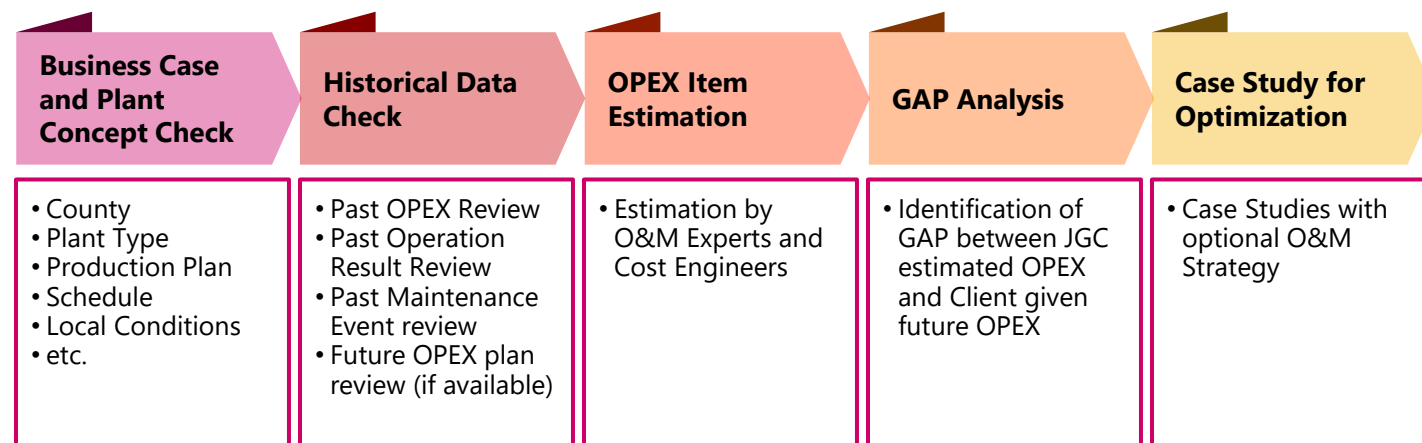 Business Case
and Plant
Concept Check
• County
• Plant Type
• Production Plan
• Schedule
• Local Conditions
• etc.
Historical Data
Check
• Past OPEX Review
• Past Operation
Result Review
• Past Maintenance
Event review
• Future OPEX plan
review (if available)
OPEX Item
Estimation
• Estimation by
O&M Experts and
Cost Engineers
GAP Analysis
• Identification of
GAP between JGC
estimated OPEX
and Client given
future OPEX
Case Study for
Optimization
• Case Studies with
optional O&M
Strategy